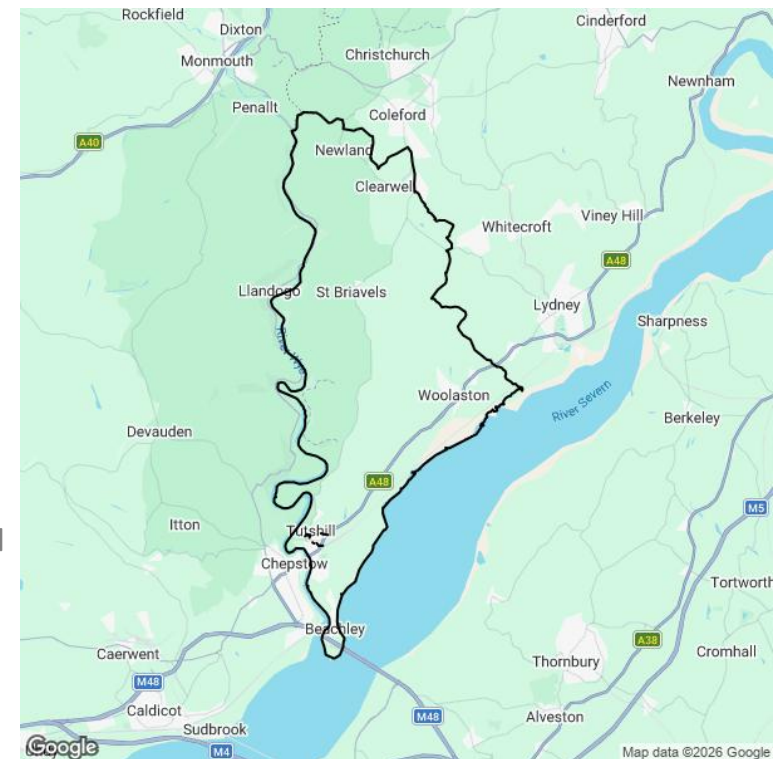 Rockfield
Cinderford
Dixton
Christchurch
Monmouth
Newnham
Penallt
Coleford
A40
Newland
Clearwell
Viney Hill
Whitecroft
A48
Llandogo
St Briavels
Lydney
Sharpness
River Wye
Woolaston
River Severn
Berkeley
Devauden
A48
M5
Itton
Tutshill
Chepstow
Tortworth
Beachley
A38
Cromhall
Caerwent
Thornbury
M48
Caldicot
M48
Alveston
Sudbrook
M4
Google
Map data ©2026 Google